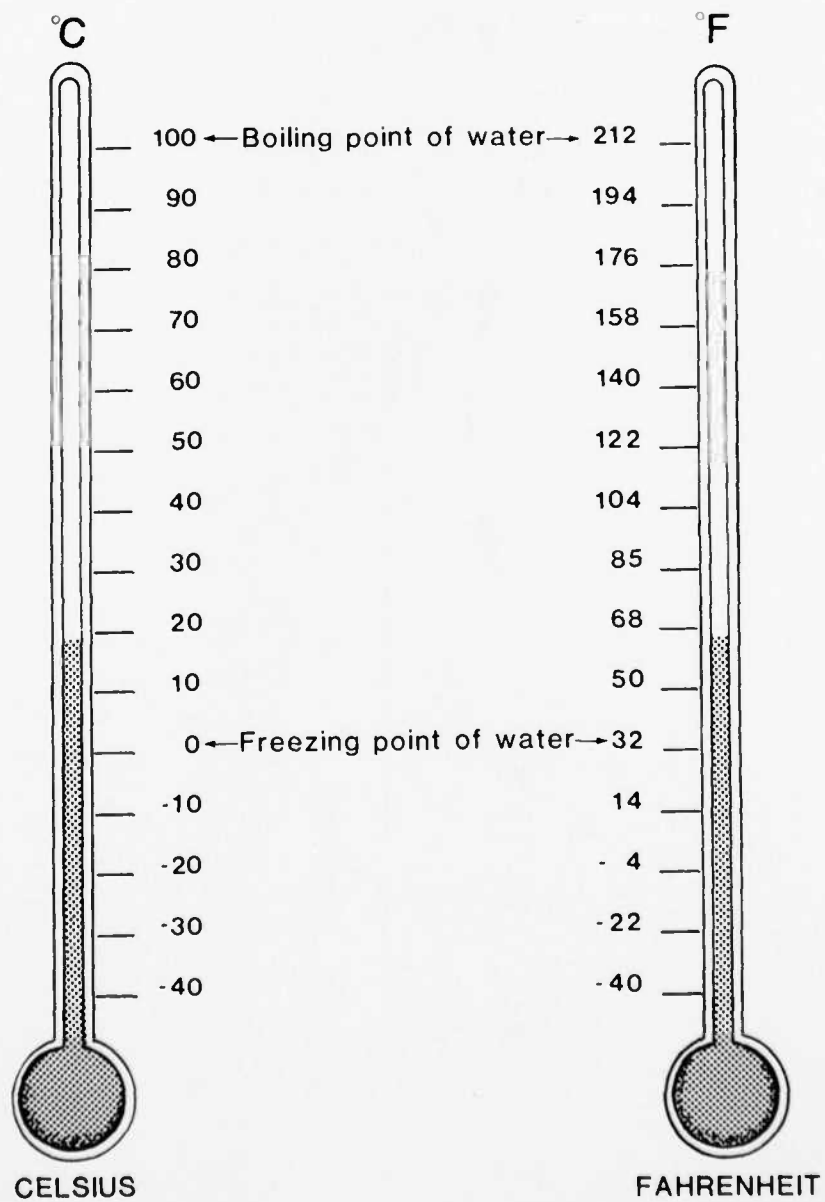 °C °F
100 ←Boiling point of water→ 212
90 194
80 176
70 158
60 140
50 122
40 104
30 85
20 68
10 50
0 ←Freezing point of water→ 32
-10 14
-20 - 4
-30 -22
-40 -40
CELSIUS FAHRENHEIT